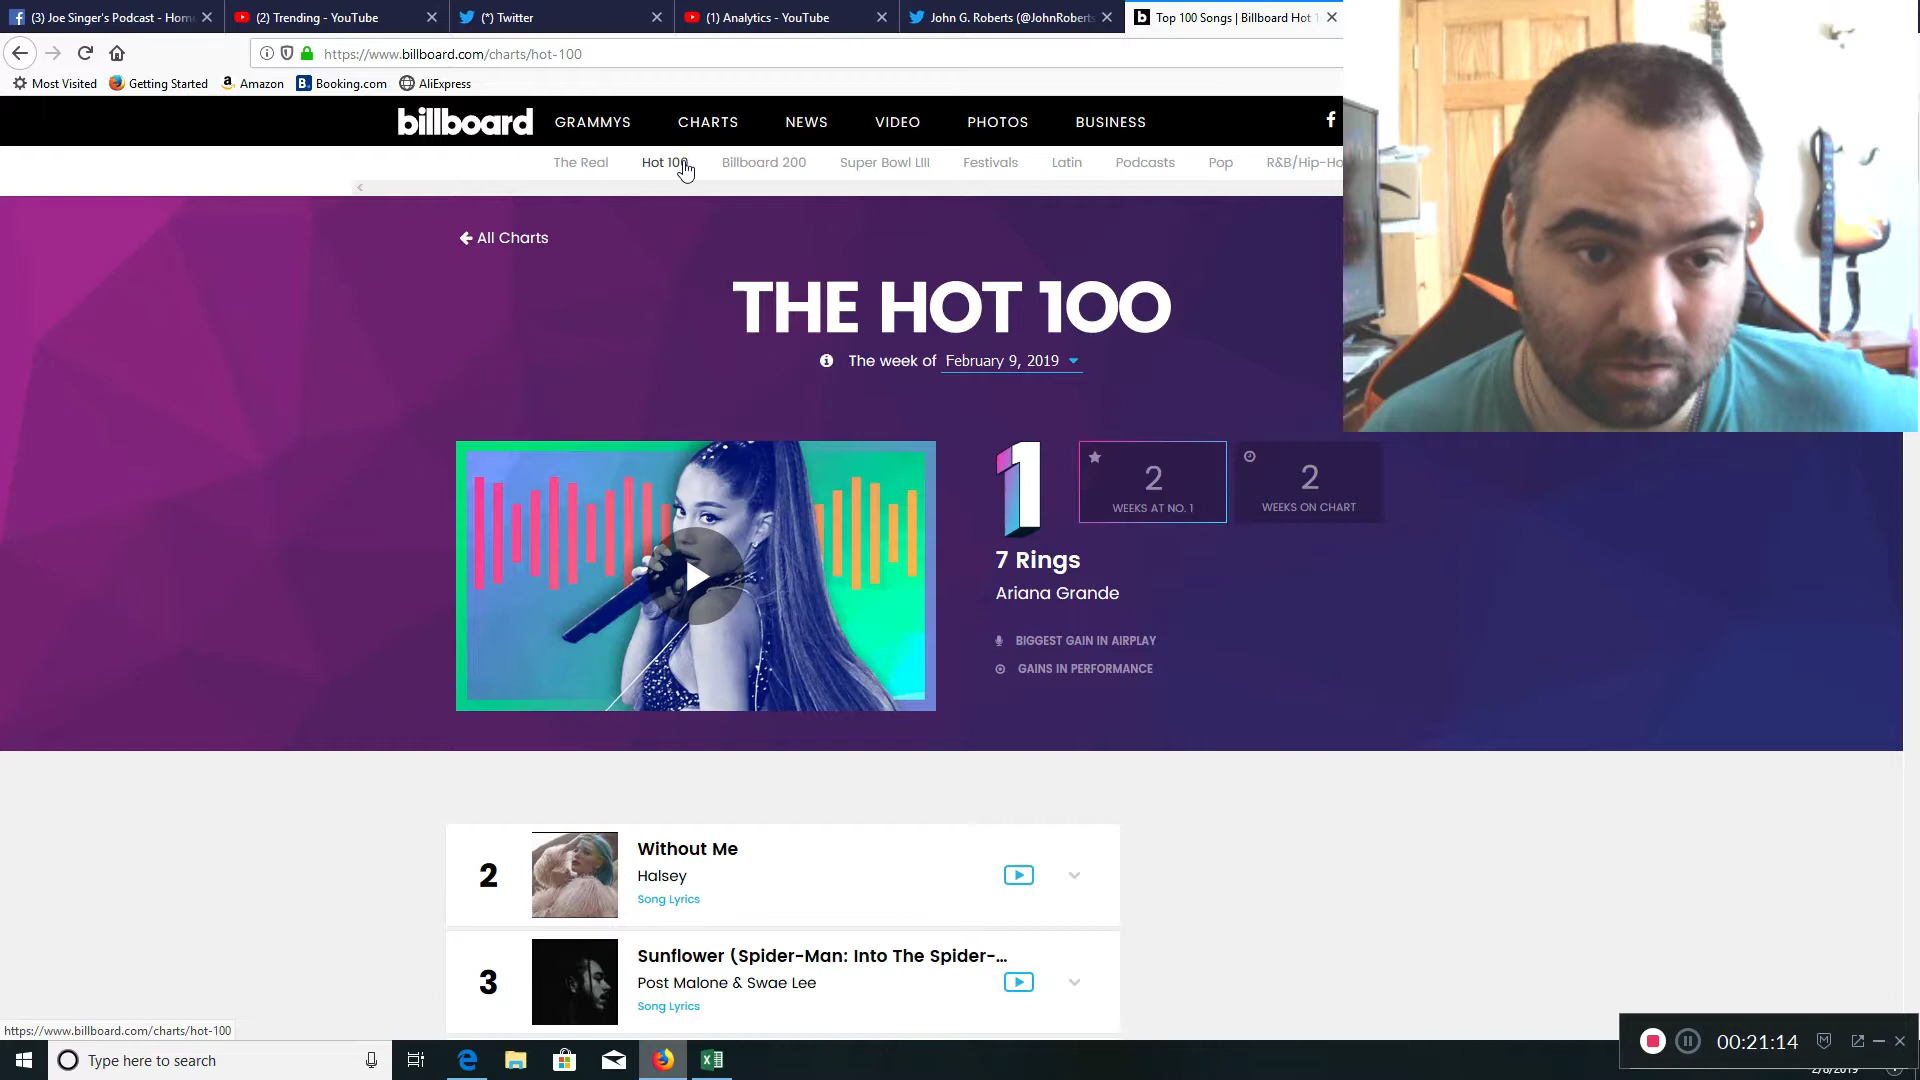 (3) Joe Singer's Podcast - Hom
(2) Trending - YouTube
(*) Twitter
(1) Analytics - YouTube
John G. Roberts (@JohnRoberts
Top 100 Songs | Billboard Hot 1
https://www.billboard.com/charts/hot-100
Most Visited
Getting Started
Amazon
Booking.com
AliExpress
billboard
GRAMMYS
CHARTS
NEWS
VIDEO
PHOTOS
BUSINESS
The Real
Hot 100
Billboard 200
Super Bowl LIII
Festivals
Latin
Podcasts
Pop
R&B/Hip-Ho
All Charts
THE HOT 100
The week of February 9, 2019
1
2
WEEKS AT NO. 1
2
WEEKS ON CHART
7 Rings
Ariana Grande
BIGGEST GAIN IN AIRPLAY
GAINS IN PERFORMANCE
2
Without Me
Halsey
Song Lyrics
3
Sunflower (Spider-Man: Into The Spider-...
Post Malone & Swae Lee
Song Lyrics
https://www.billboard.com/charts/hot-100
Type here to search
00:21:14